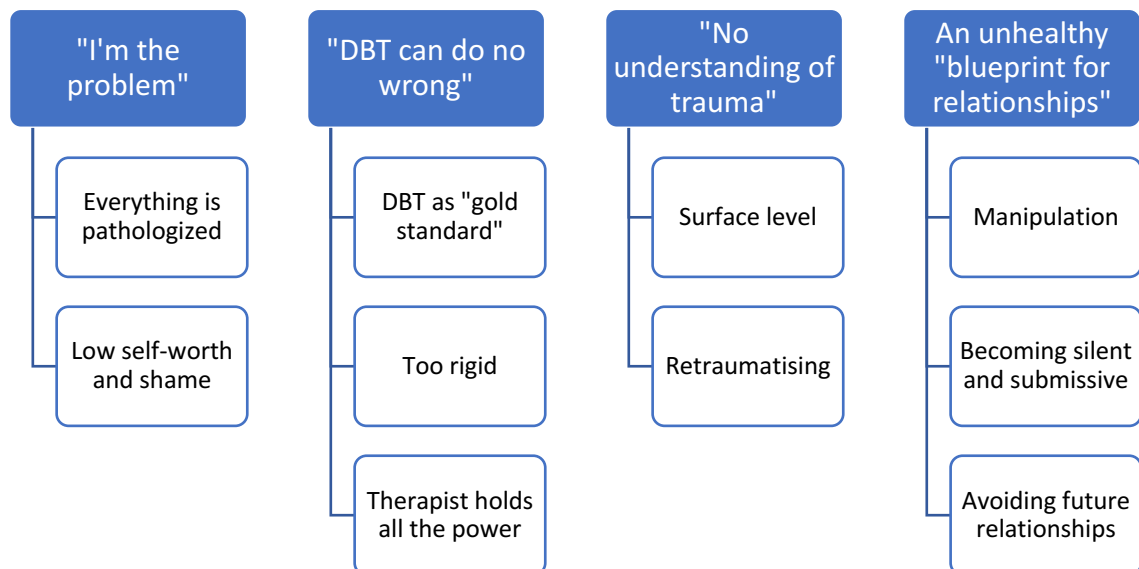 "I'm the
problem"
Everything is
pathologized
Low self-worth
and shame
"DBT can do no
wrong"
DBT as "gold
standard"
Too rigid
Therapist holds
all the power
"No
understanding of
trauma"
Surface level
Retraumatising
An unhealthy
"blueprint for
relationships"
Manipulation
Becoming silent
and submissive
Avoiding future
relationships